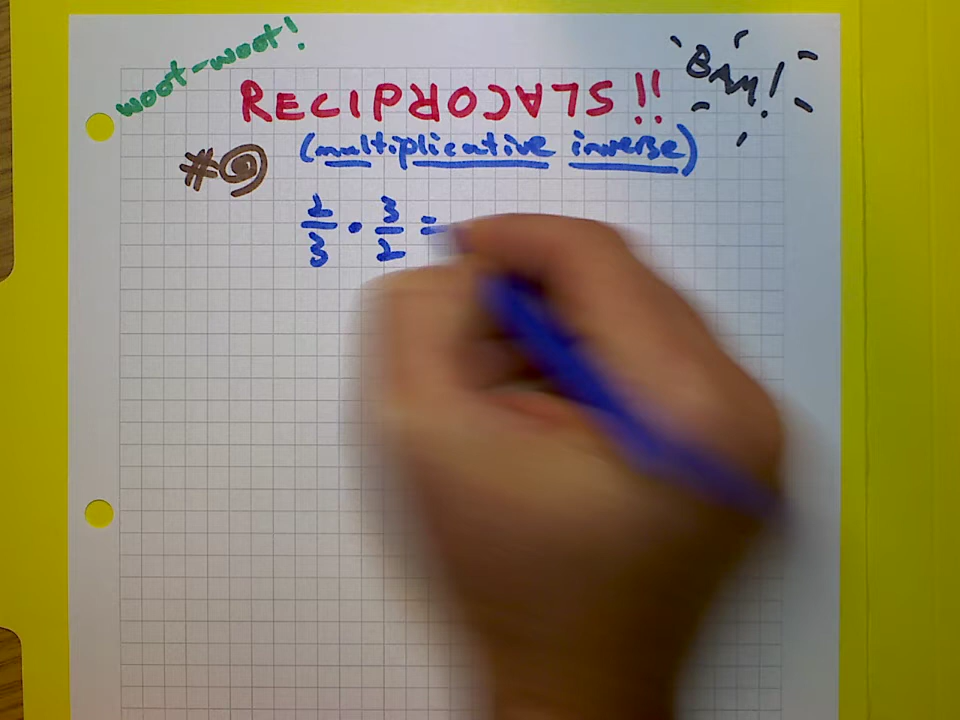 woot-woot!
BAM!
RECIPROCALS!!
(multiplicative inverse)
#9
2/3 · 3/2 =